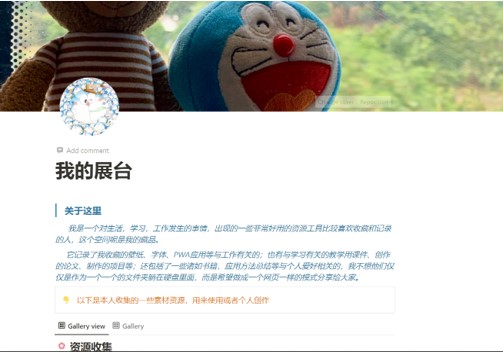 Add comment
我的展台
关于这里
我是一个对生活，学习，工作发生的事情，出现的一些非常好用的资源工具比较喜欢收藏和记录
的人，这个空间呢是我的藏品。
它记录了我收藏的壁纸，字体，PWA应用等与工作有关的；也有与学习有关的教学用课件，创作
的论文，制作的项目等；还包括了一些诸如书籍，应用方法总结等与个人爱好相关的，我不想他们仅
仅是作为一个一个的文件夹躺在硬盘里面，而是希望做成一个网页一样的模式分享给大家。
以下是本人收集的一些素材资源，用来使用或者个人创作
Gallery view
Gallery
资源收集